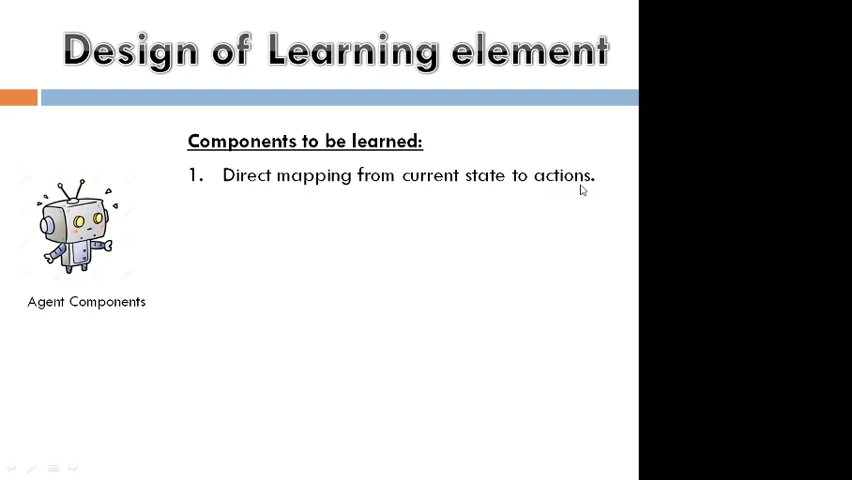 Design of Learning element
Components to be learned:
1. Direct mapping from current state to actions.
Agent Components